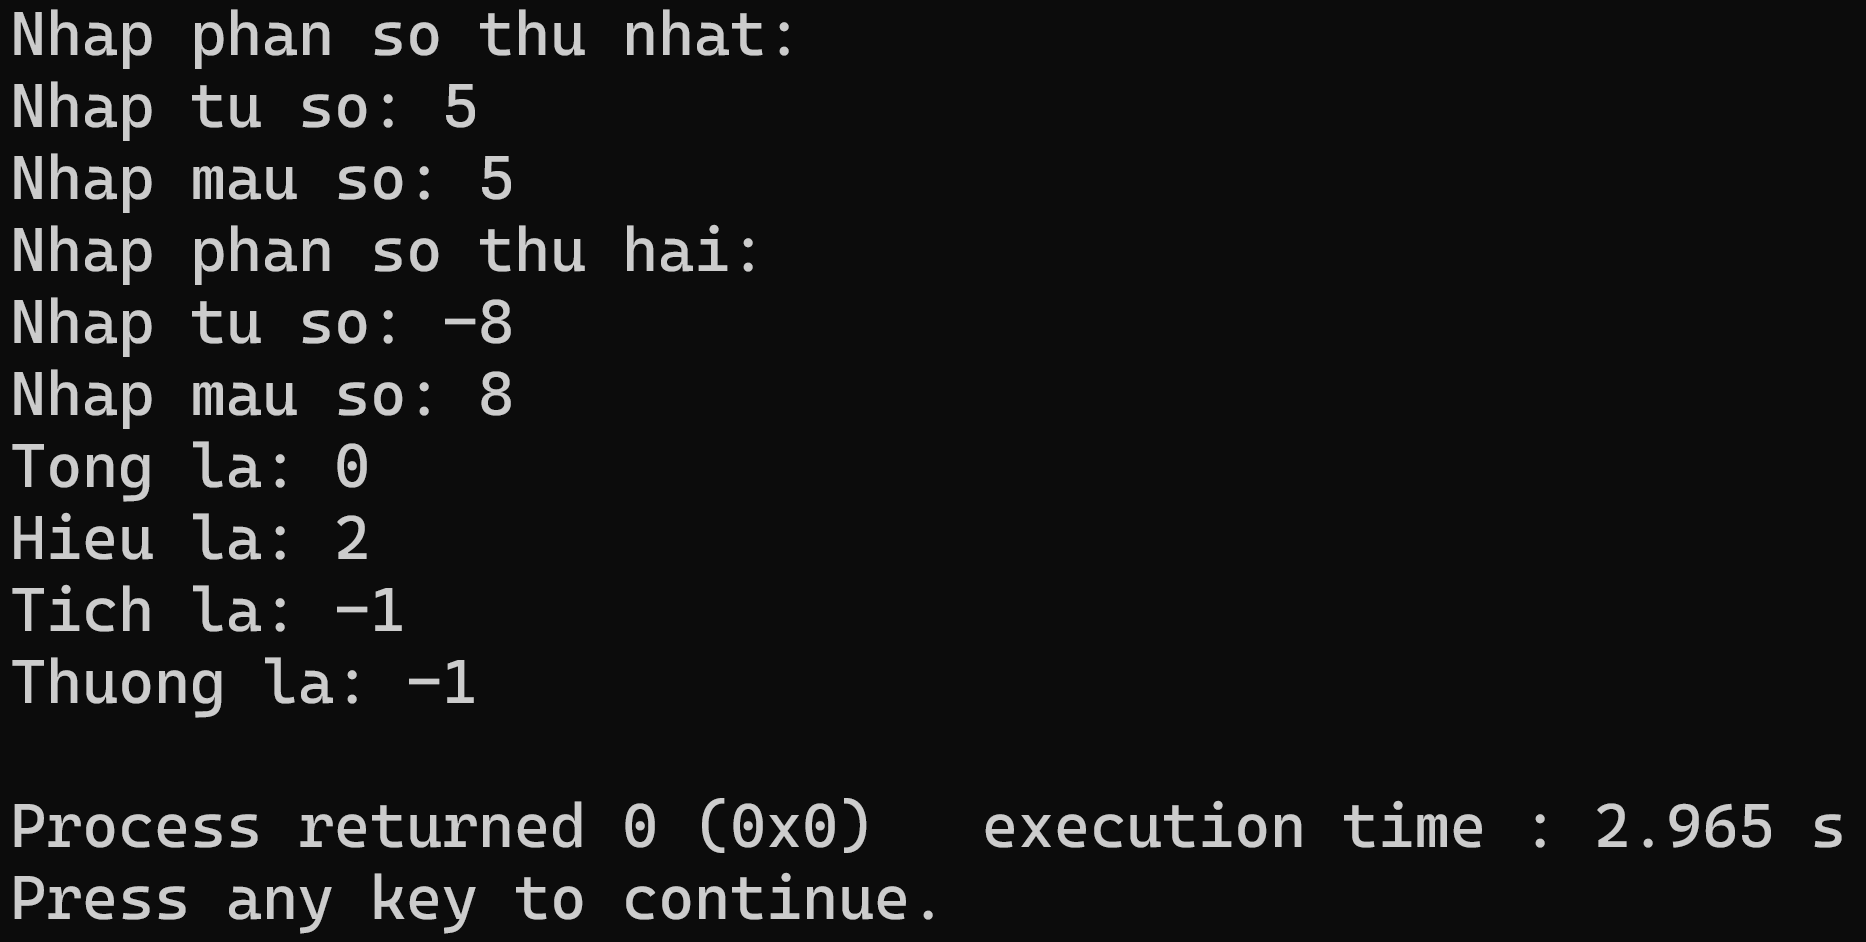 Nhap phan so thu nhat:
Nhap tu so: 5
Nhap mau so: 5
Nhap phan so thu hai:
Nhap tu so: -8
Nhap mau so: 8
Tong la: 0
Hieu la: 2
Tich la: -1
Thuong la: -1

Process returned 0 (0x0)   execution time : 2.965 s
Press any key to continue.